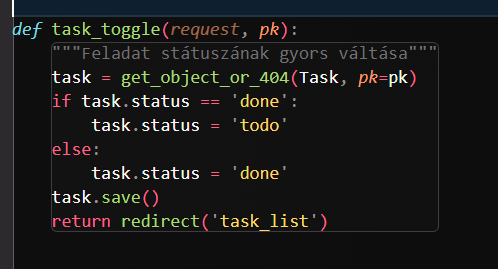 def task_toggle(request, pk):
    """Feladat státuszának gyors váltása"""
    task = get_object_or_404(Task, pk=pk)
    if task.status == 'done':
        task.status = 'todo'
    else:
        task.status = 'done'
    task.save()
    return redirect('task_list')